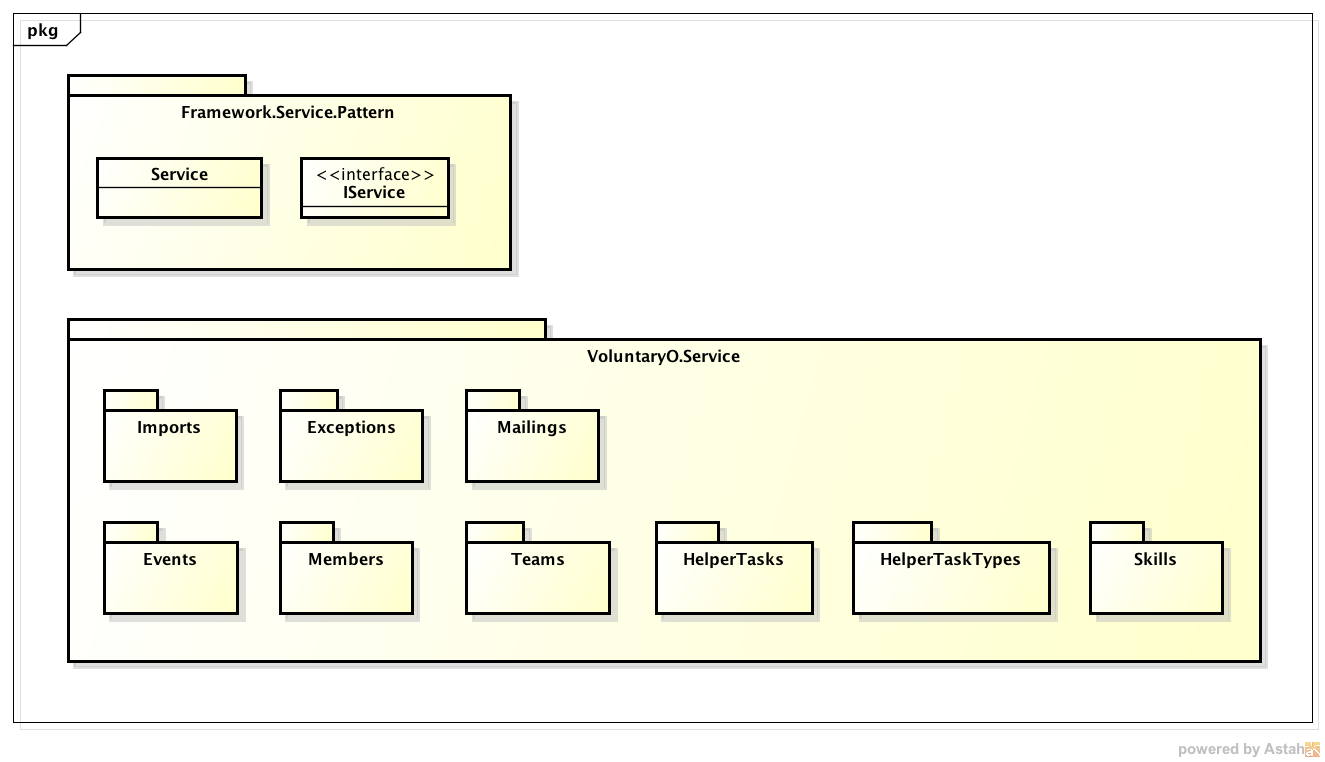 pkg
Framework.Service.Pattern
Service
<<interface>>
IService
VoluntaryO.Service
Imports
Exceptions
Mailings
Events
Members
Teams
HelperTasks
HelperTaskTypes
Skills
powered by Astah